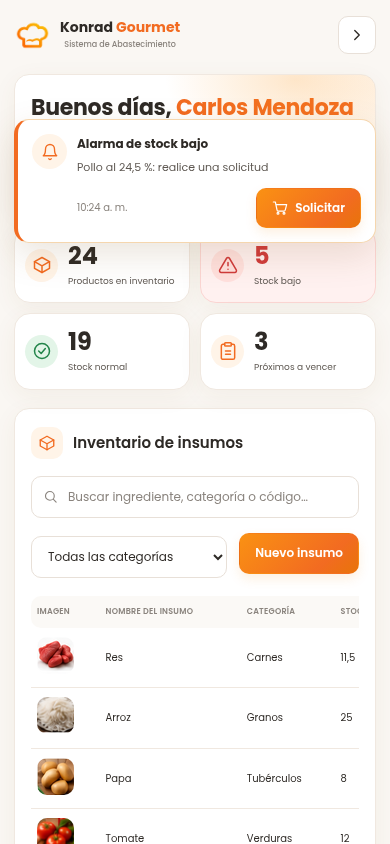 Konrad Gourmet
Sistema de Abastecimiento
Buenos días, Carlos Mendoza
Alarma de stock bajo
Pollo al 24,5 %: realice una solicitud
10:24 a. m.
Solicitar
24
Productos en inventario
5
Stock bajo
19
Stock normal
3
Próximos a vencer
Inventario de insumos
Buscar ingrediente, categoría o código...
Todas las categorías
Nuevo insumo
IMAGEN NOMBRE DEL INSUMO CATEGORÍA
Res Carnes 11,5
Arroz Granos 25
Papa Tubérculos 8
Tomate Verduras 12